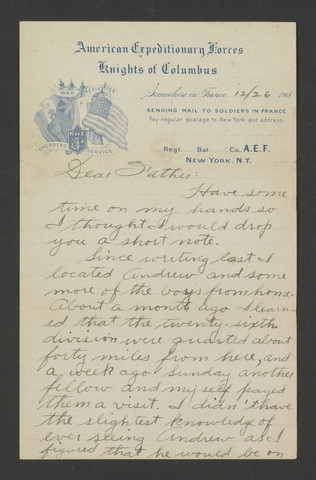 American Expeditionary Forces
Knights of Columbus
WAR ACTIVITIES
K of C
OVERSEAS SERVICE
Somewhere in France 12/26 1918
SENDING MAIL TO SOLDIERS IN FRANCE
Pay regular postage to New York and address.
Regt. Bat. Co. A.E.F.
NEW YORK, N.Y.
Dear Father:
Have some
time on my hands so
I thought I would drop
you a short note.
Since writing last I
located Andrew and some
more of the boys from home.
About a month ago I learn-
ed that the twenty sixth
division were quarted about
forty miles from here, and
a week ago Sunday another
fellow and my self payed
them a visit. I didn't have
the slightest knowledge of
ever seeing Andrew as I
figured that he would be on